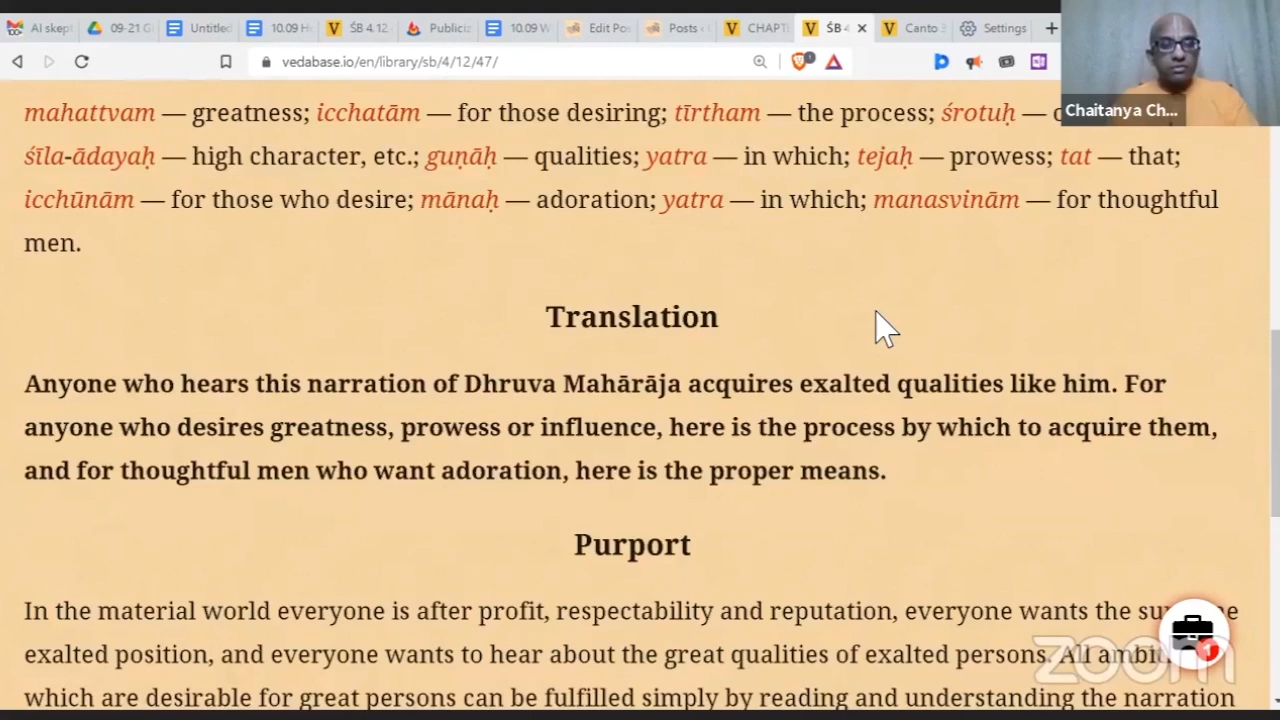 AI skept
09-21 G
Untitled
10.09 H
ŚB 4.12
Publiciz
10.09 W
Edit Pos
Posts ‹
CHAPT
ŚB 4
Canto
Settings
vedabase.io/en/library/sb/4/12/47/
Chaitanya Ch...
mahattvam — greatness; icchatām — for those desiring; tīrtham — the process; śrotuḥ —
śīla-ādayaḥ — high character, etc.; guṇāḥ — qualities; yatra — in which; tejaḥ — prowess; tat — that;
icchūnām — for those who desire; mānaḥ — adoration; yatra — in which; manasvinām — for thoughtful
men.
Translation
Anyone who hears this narration of Dhruva Mahārāja acquires exalted qualities like him. For
anyone who desires greatness, prowess or influence, here is the process by which to acquire them,
and for thoughtful men who want adoration, here is the proper means.
Purport
In the material world everyone is after profit, respectability and reputation, everyone wants the
exalted position, and everyone wants to hear about the great qualities of exalted persons. All
zoom
which are desirable for great persons can be fulfilled simply by reading and understanding the narration